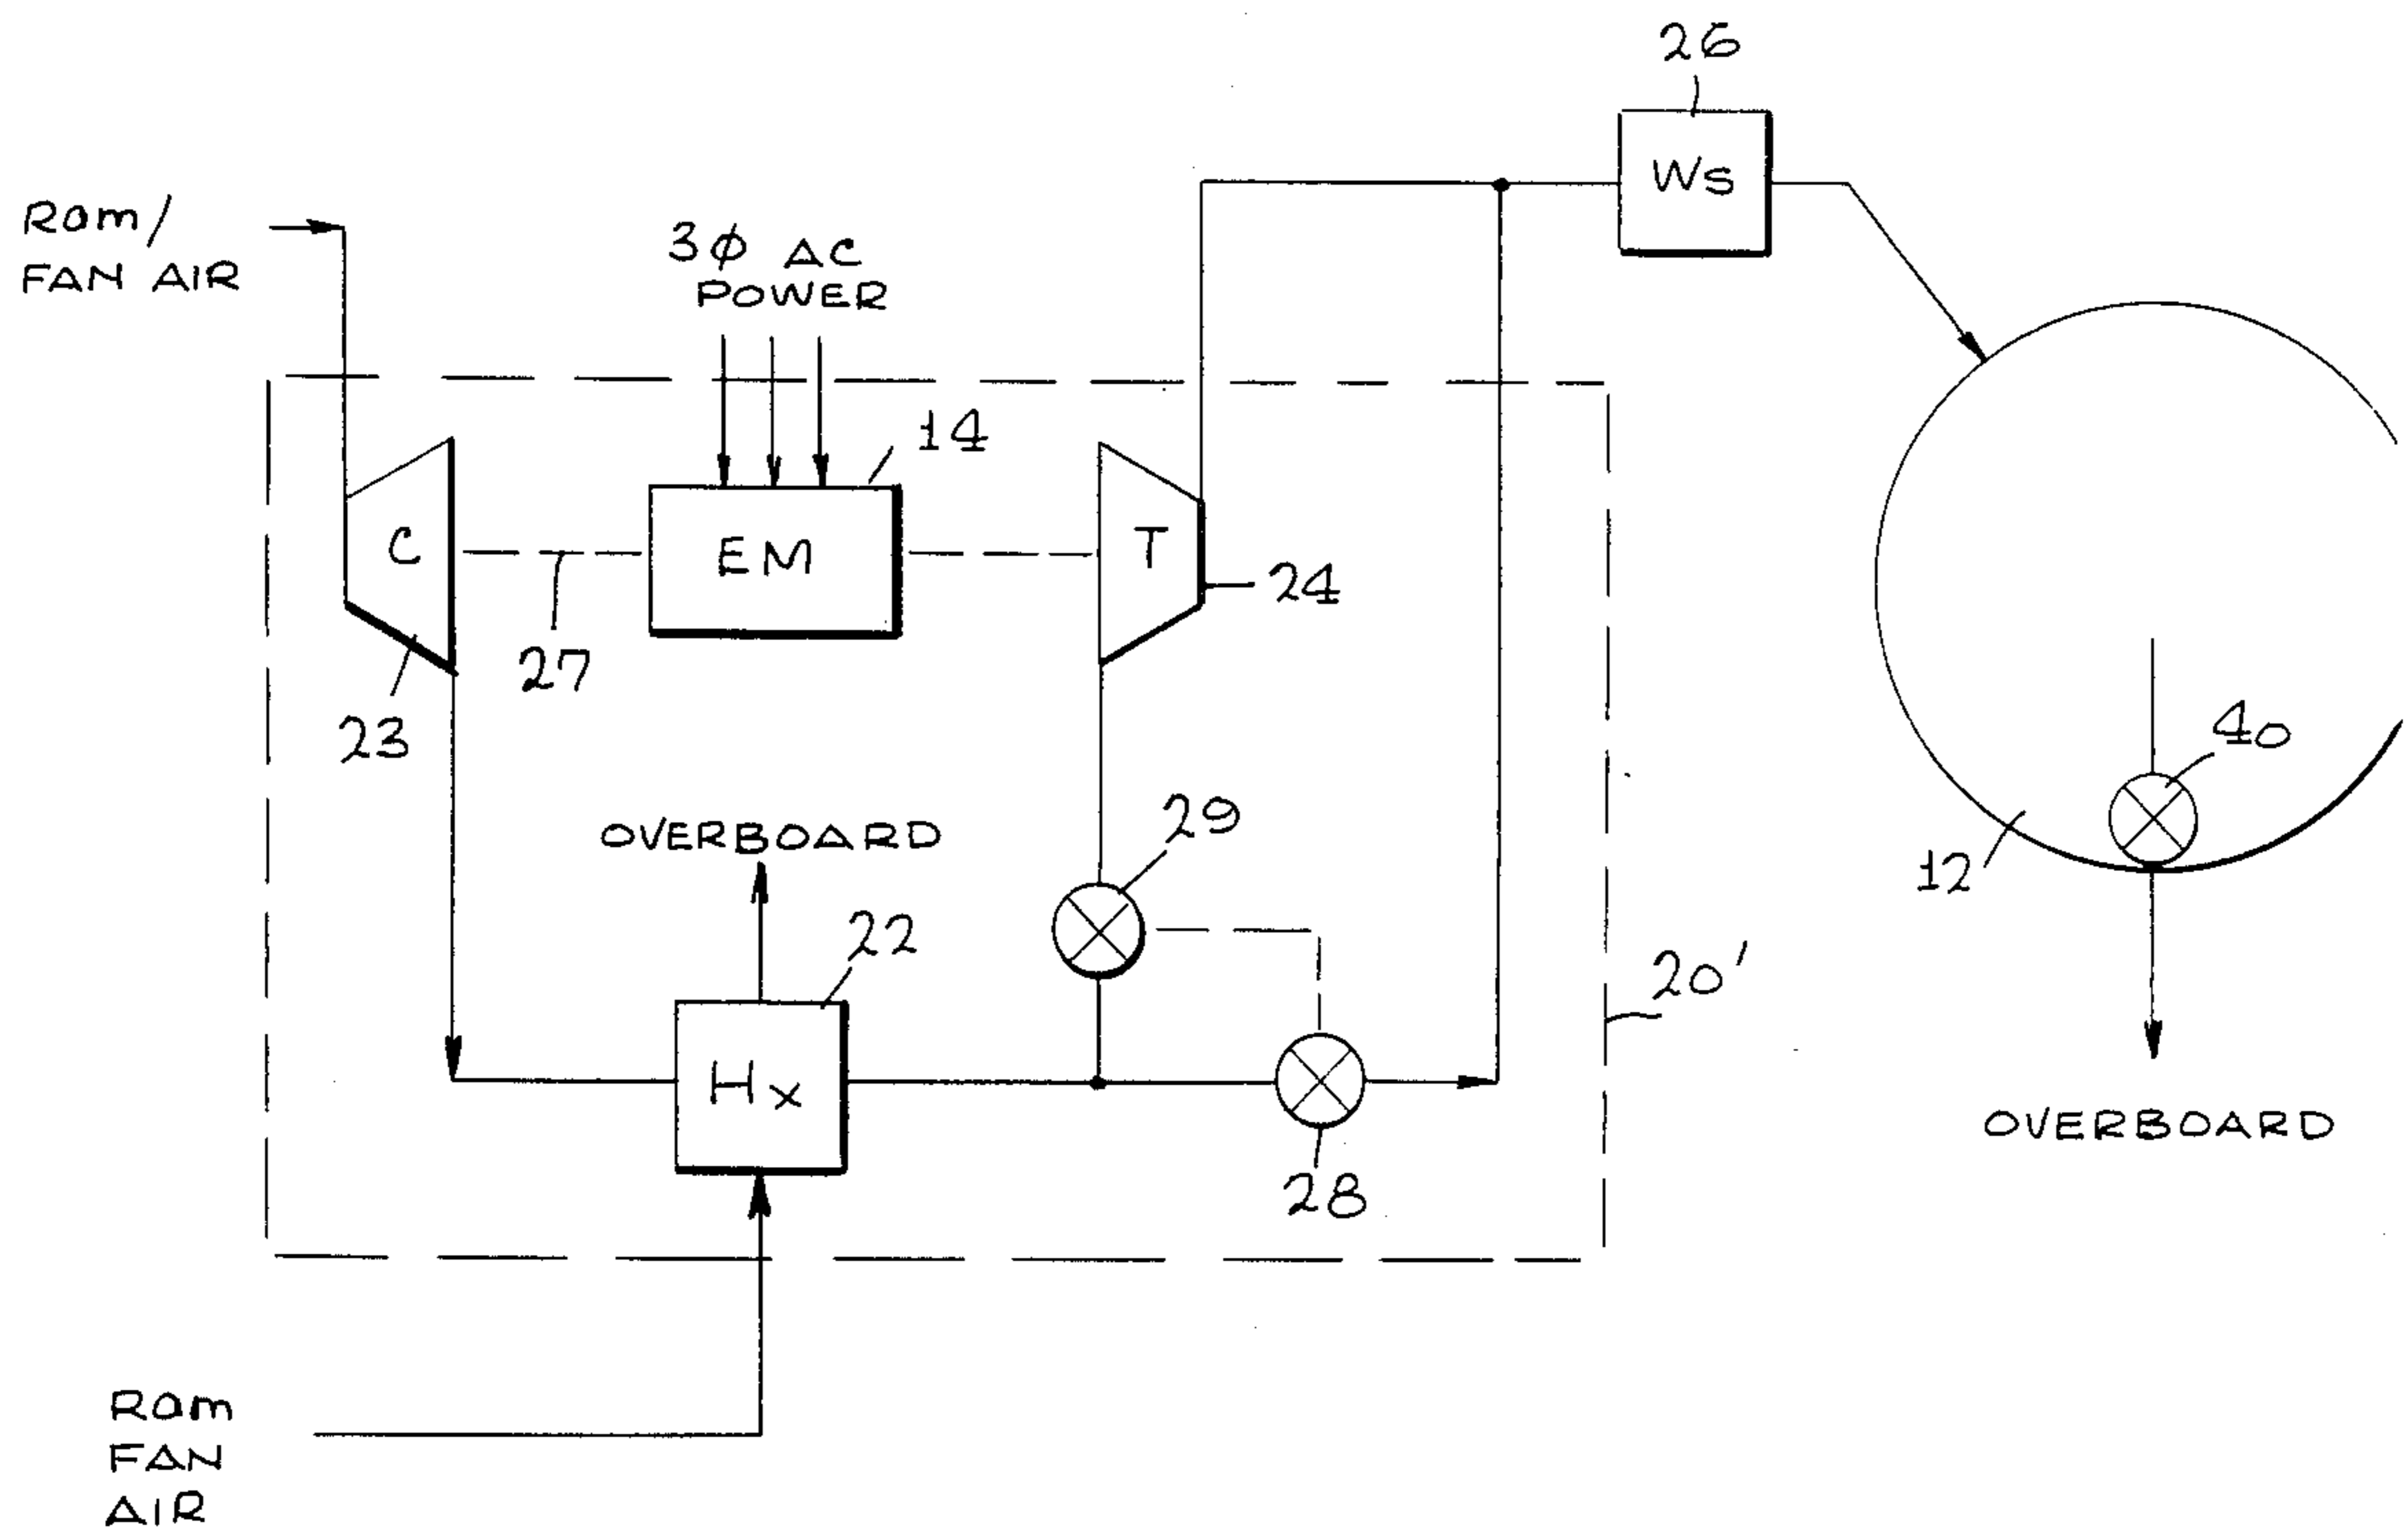 26
Ws
Ram/
FAN AIR
3φ AC
POWER
14
C
EM
T
24
27
23
40
29
OVERBOARD
12
22
20'
Hx
OVERBOARD
28
Ram
FAN
AIR